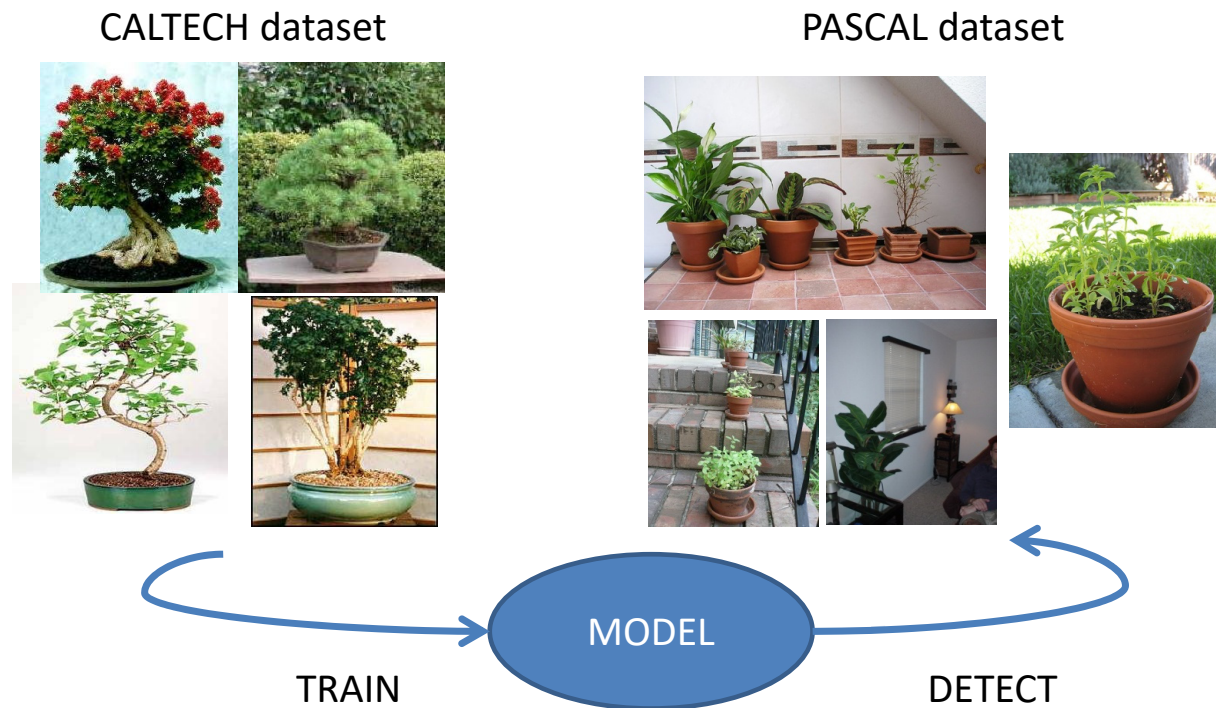 CALTECH dataset
PASCAL dataset
MODEL
TRAIN
DETECT